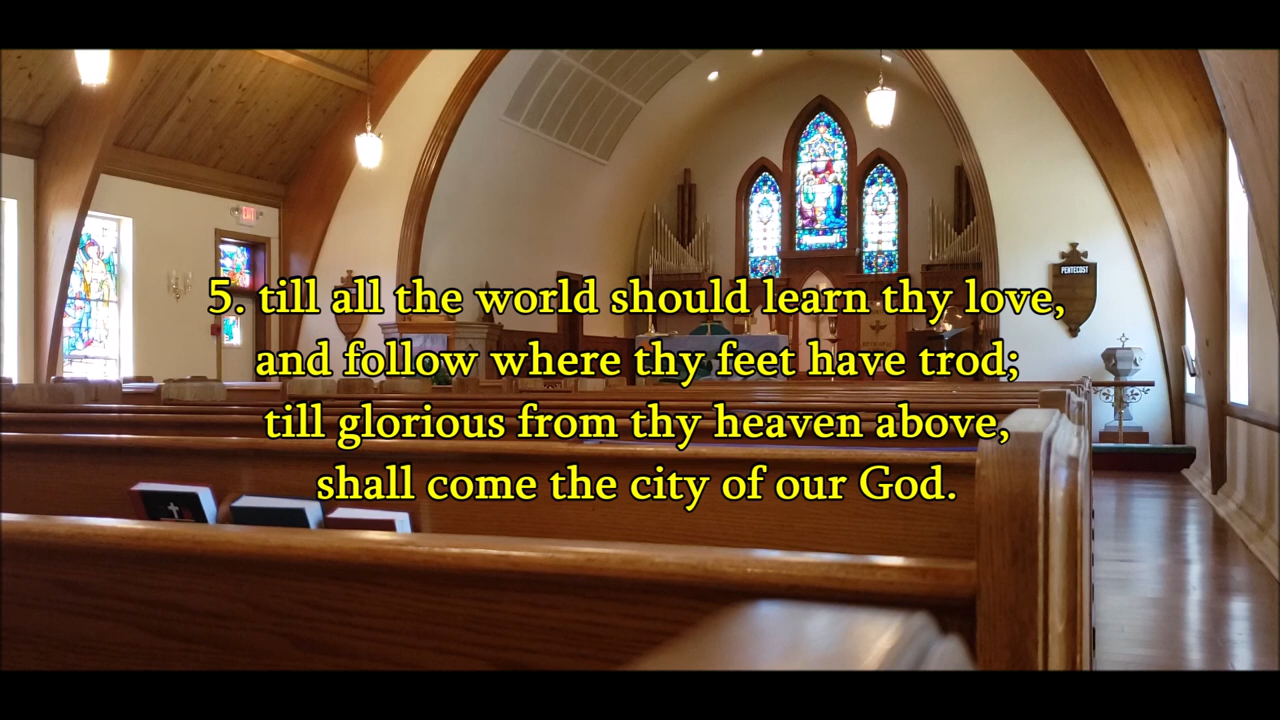 EXIT
PENTECOST
5. till all the world should learn thy love,
and follow where thy feet have trod;
till glorious from thy heaven above,
shall come the city of our God.